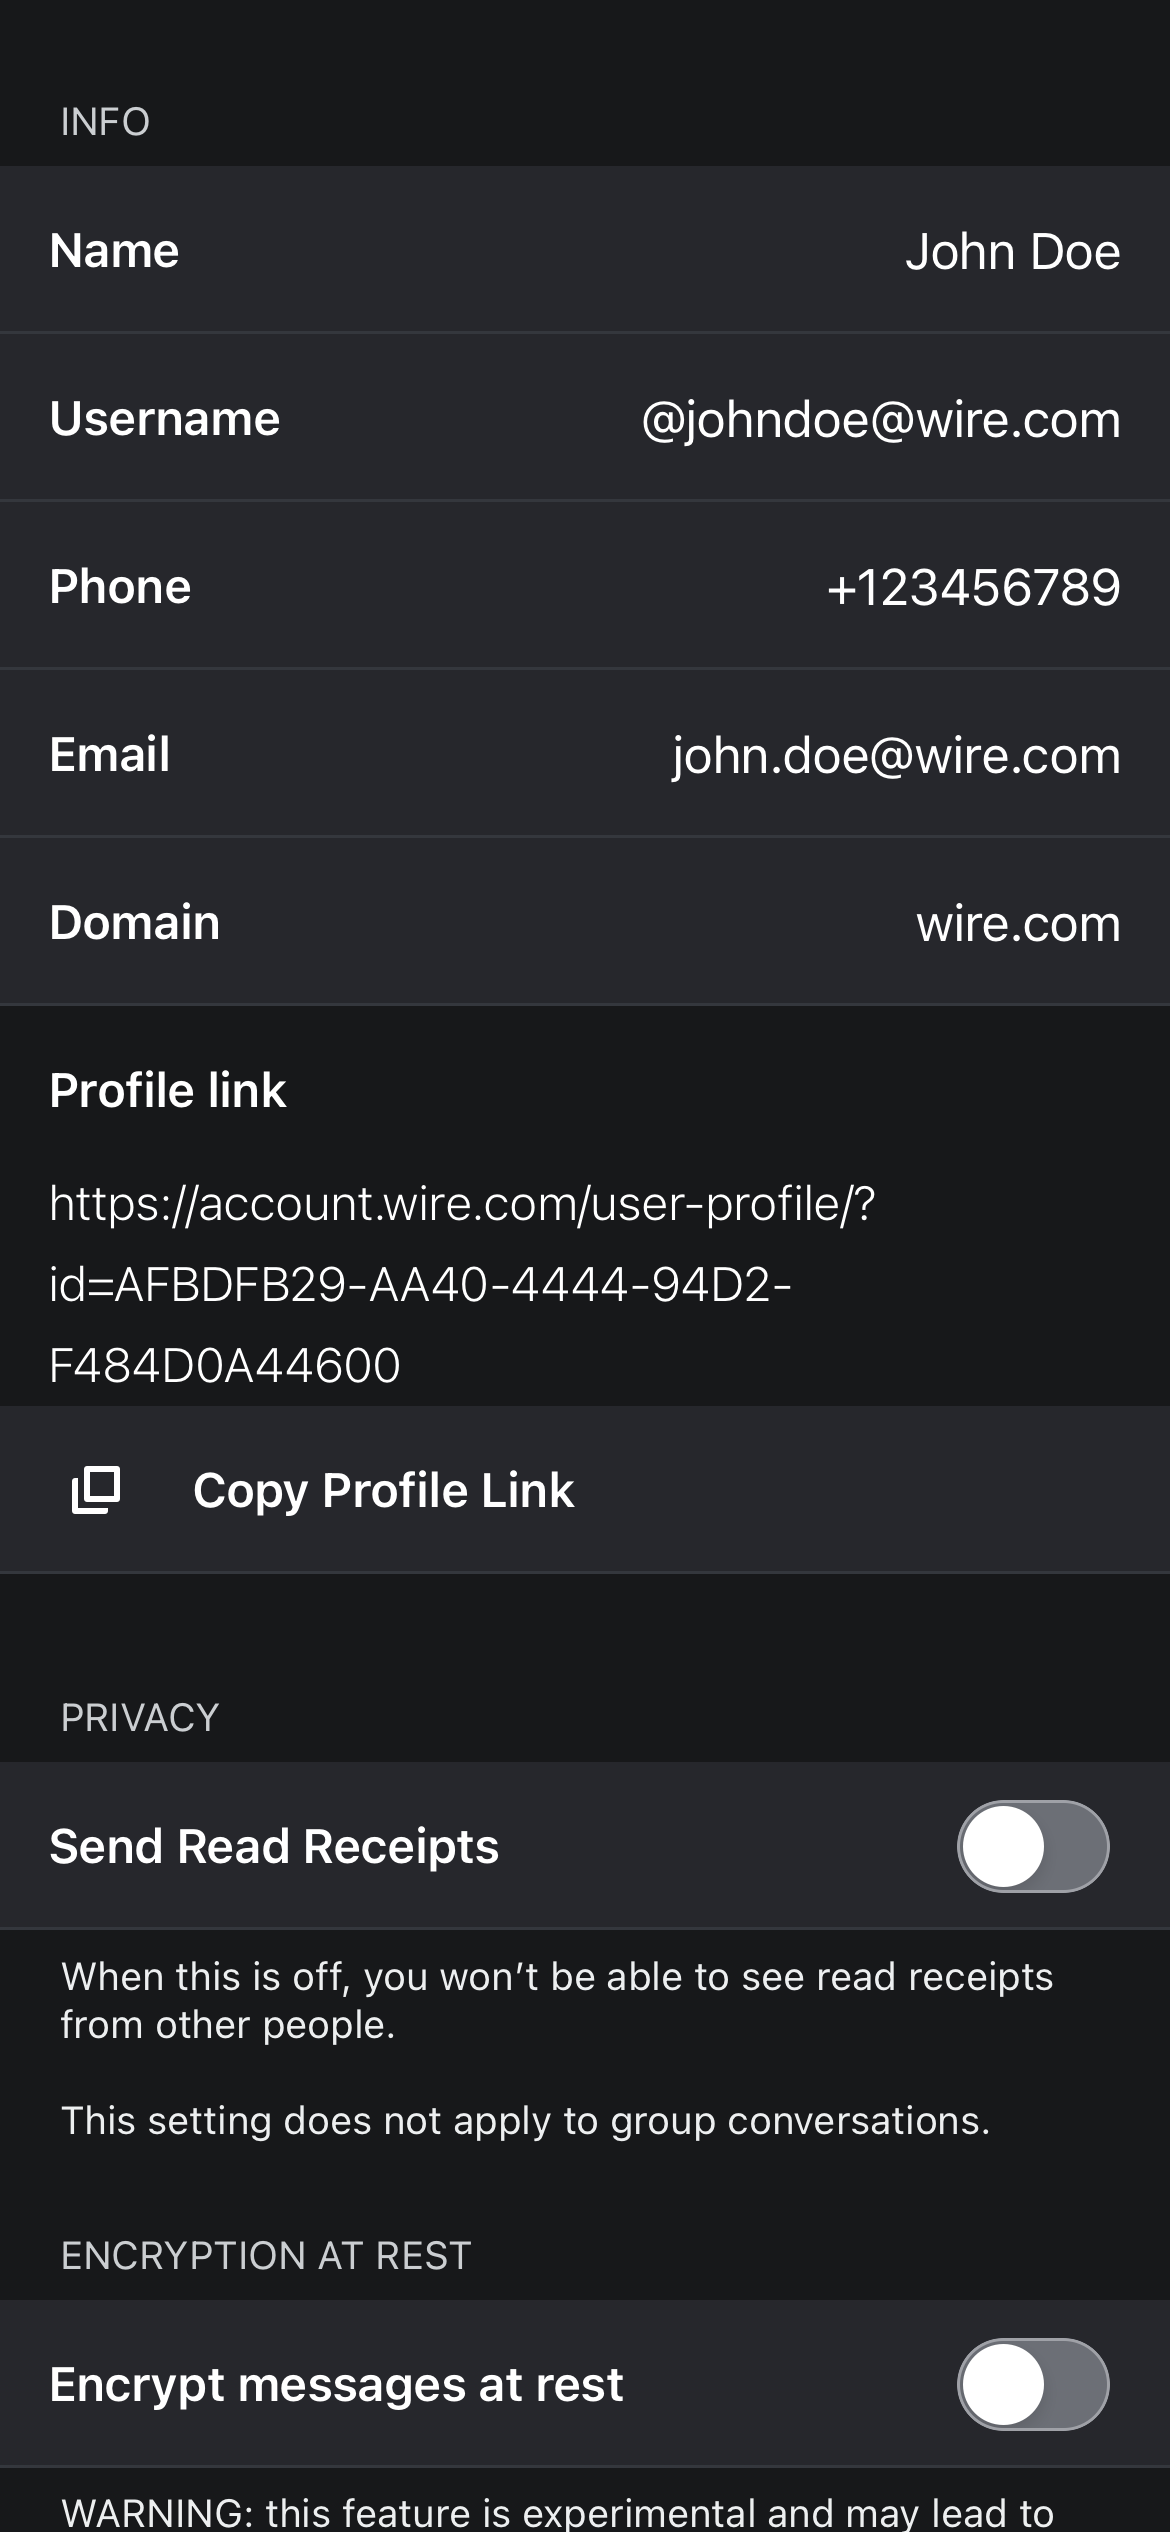 INFO
Name John Doe
Username @johndoe@wire.com
Phone +123456789
Email john.doe@wire.com
Domain wire.com
Profile link
https://account.wire.com/user-profile/?
id=AFBDFB29-AA40-4444-94D2-
F484D0A44600
Copy Profile Link
PRIVACY
Send Read Receipts
When this is off, you won’t be able to see read receipts
from other people.
This setting does not apply to group conversations.
ENCRYPTION AT REST
Encrypt messages at rest
WARNING: this feature is experimental and may lead to